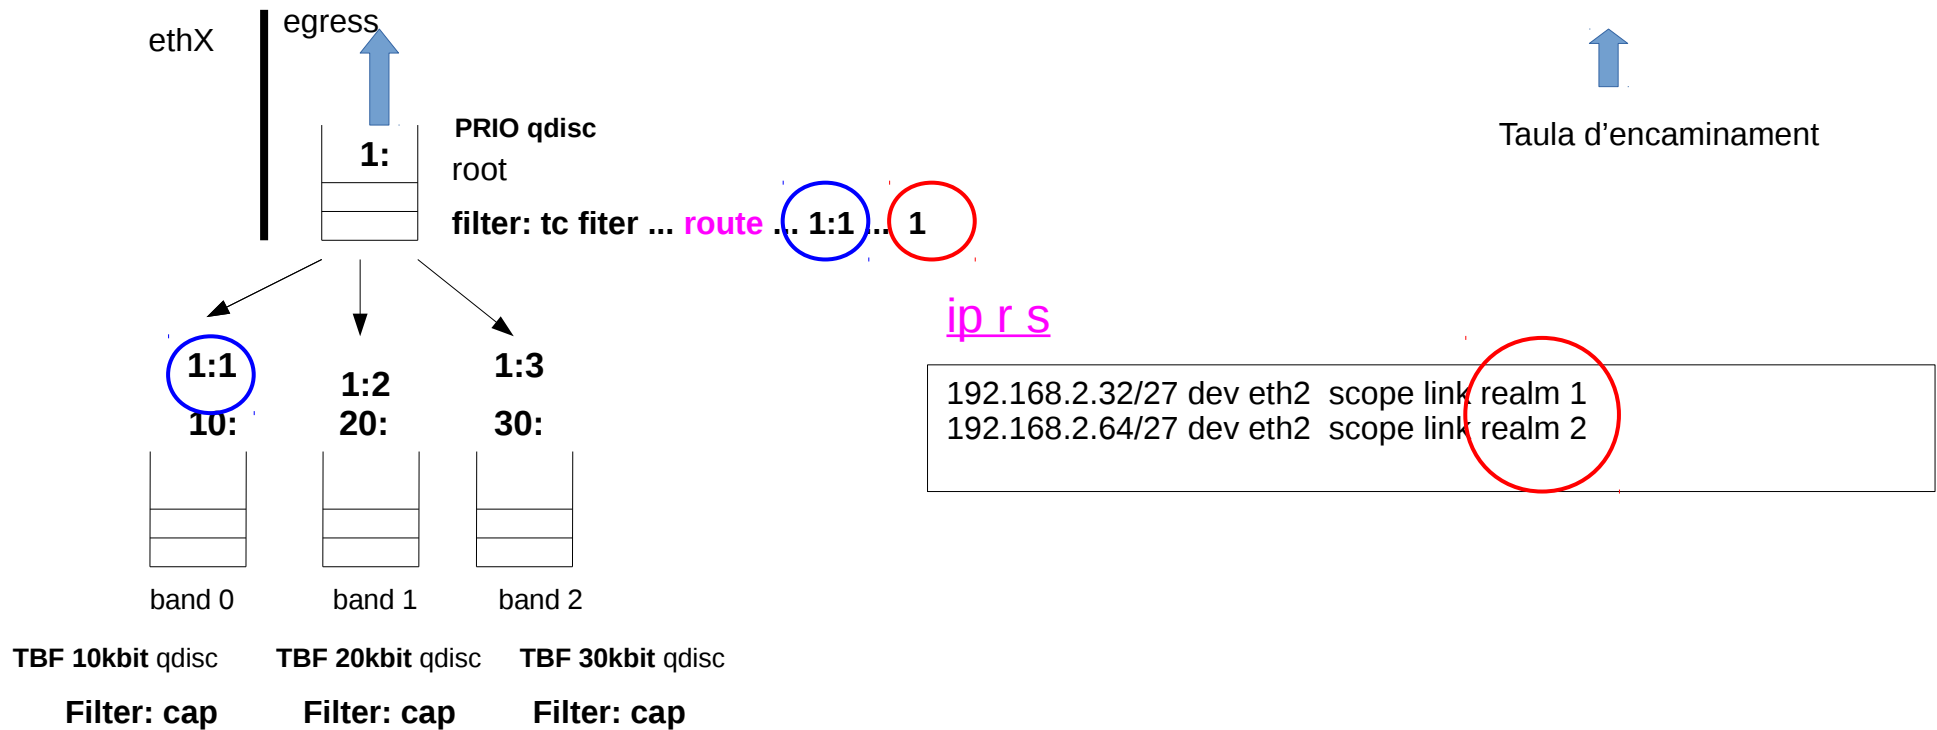 ethX
egress
1:
PRIO qdisc
root
filter: tc fiter ... route ... 1:1 ... 1
Taula d’encaminament
ip r s
192.168.2.32/27 dev eth2  scope link realm 1
192.168.2.64/27 dev eth2  scope link realm 2
1:1
10:
1:2
20:
1:3
30:
band 0
band 1
band 2
TBF 10kbit qdisc
TBF 20kbit qdisc
TBF 30kbit qdisc
Filter: cap
Filter: cap
Filter: cap